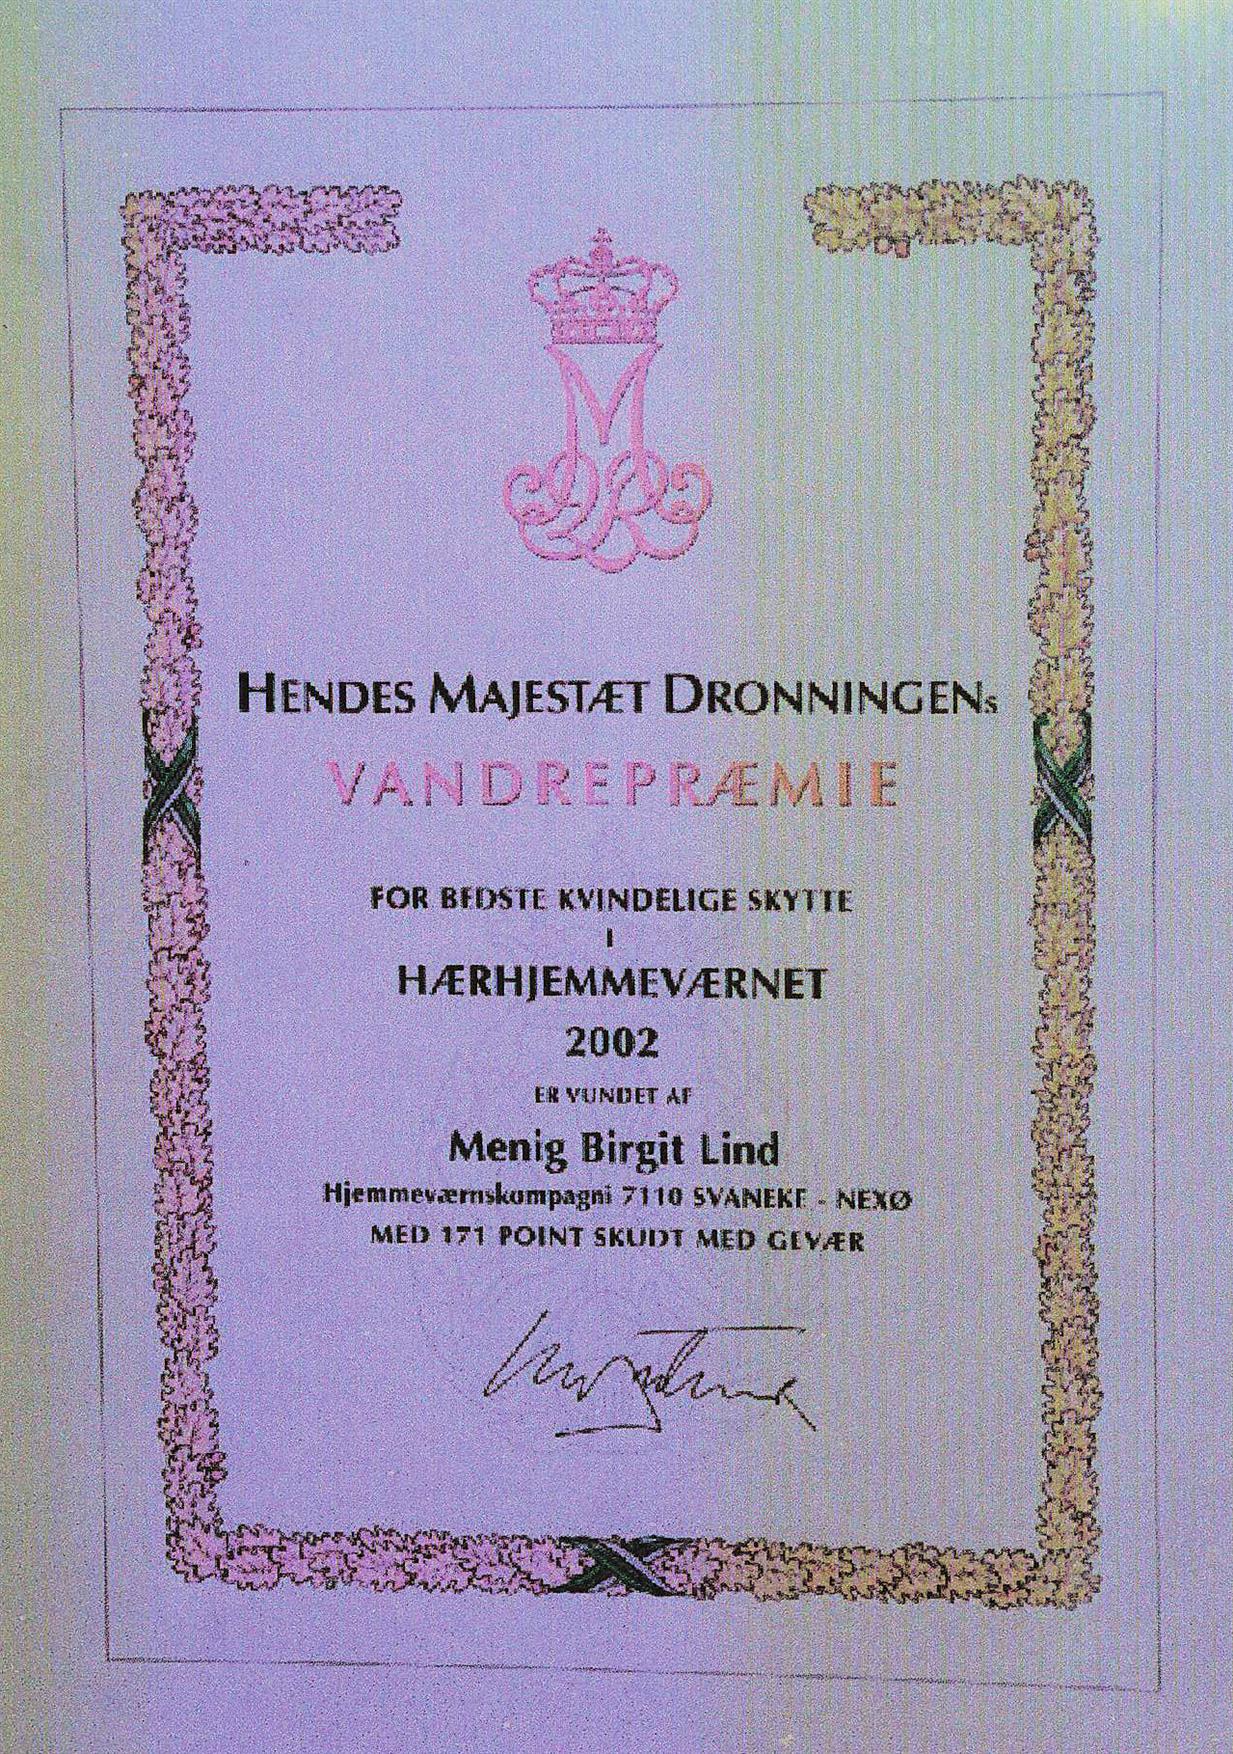 HENDES MAJESTÆT DRONNINGENs
VANDREPRÆMIE
FOR BEDSTE KVINDELIGE SKYTTE
I
HÆRHJEMMEVÆRNET
2002
ER VUNDET AF
Menig Birgit Lind
Hjemmeværnskompagni 7110 SVANEKE - NEXØ
MED 171 POINT SKUDT MED GEVÆR